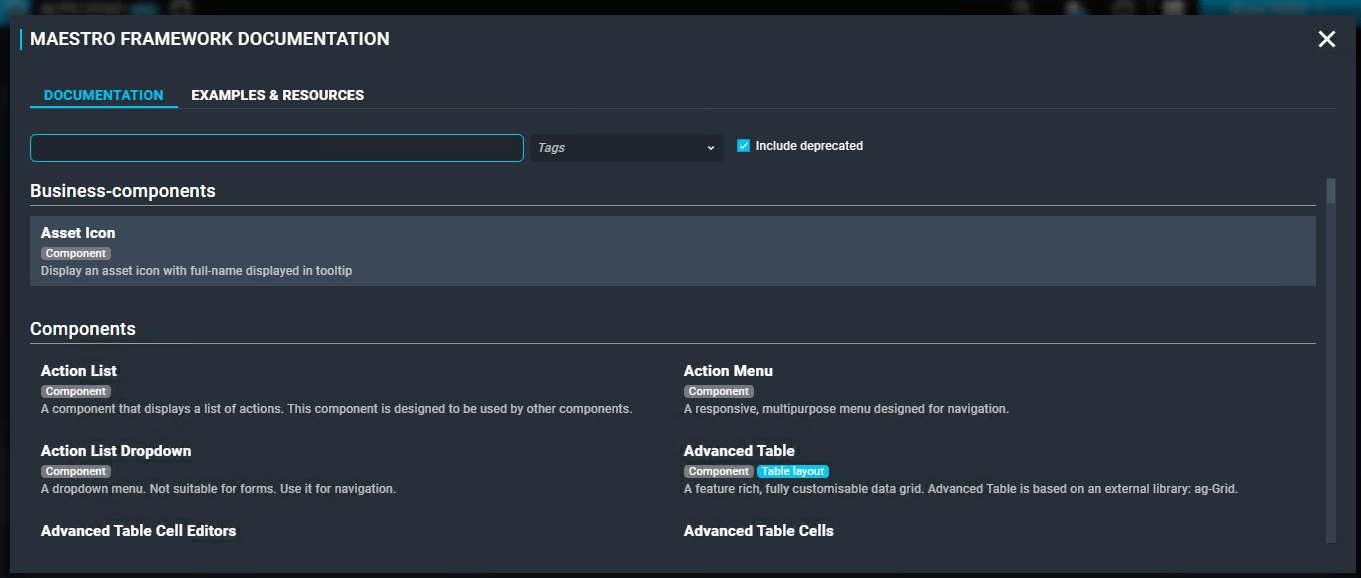 MAESTRO FRAMEWORK DOCUMENTATION
DOCUMENTATION
EXAMPLES & RESOURCES
Tags
Include deprecated
Business-components
Asset Icon
Component
Display an asset icon with full-name displayed in tooltip
Components
Action List
Component
A component that displays a list of actions. This component is designed to be used by other components.
Action Menu
Component
A responsive, multipurpose menu designed for navigation.
Action List Dropdown
Component
A dropdown menu. Not suitable for forms. Use it for navigation.
Advanced Table
Component Table layout
A feature rich, fully customisable data grid. Advanced Table is based on an external library: ag-Grid.
Advanced Table Cell Editors
Advanced Table Cells